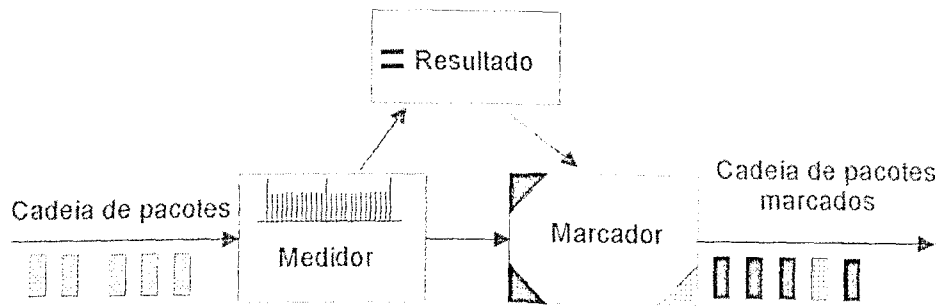 Resultado
Cadeia de pacotes
Medidor
Marcador
Cadeia de pacotes
marcados